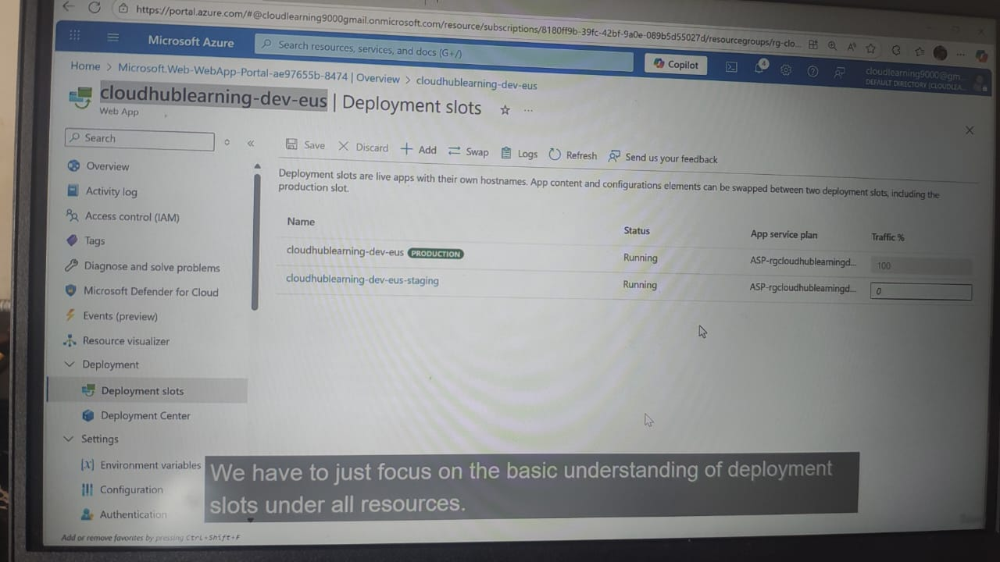 https://portal.azure.com/#@cloudlearning9000gmail.onmicrosoft.com/resource/subscriptions/8180ff9b-39fc-42bf-9a0e-089b5d55027d/resourcegroups/rg-clo...
Microsoft Azure
Search resources, services, and docs (G+/)
Copilot
4
cloudlearning9000@gm...
DEFAULT DIRECTORY (CLOUDLEA...
Home > Microsoft.Web-WebApp-Portal-ae97655b-8474 | Overview > cloudhublearning-dev-eus
cloudhublearning-dev-eus | Deployment slots
Web App
Search
Save Discard Add Swap Logs Refresh Send us your feedback
Overview
Activity log
Access control (IAM)
Tags
Diagnose and solve problems
Microsoft Defender for Cloud
Events (preview)
Resource visualizer
Deployment
Deployment slots
Deployment Center
Settings
Environment variables
Configuration
Authentication
Add or remove favorites by pressing Ctrl+Shift+F
Deployment slots are live apps with their own hostnames. App content and configurations elements can be swapped between two deployment slots, including the
production slot.
Name Status App service plan Traffic %
cloudhublearning-dev-eus PRODUCTION Running ASP-rgcloudhublearningd... 100
cloudhublearning-dev-eus-staging Running ASP-rgcloudhublearningd... 0
We have to just focus on the basic understanding of deployment
slots under all resources.